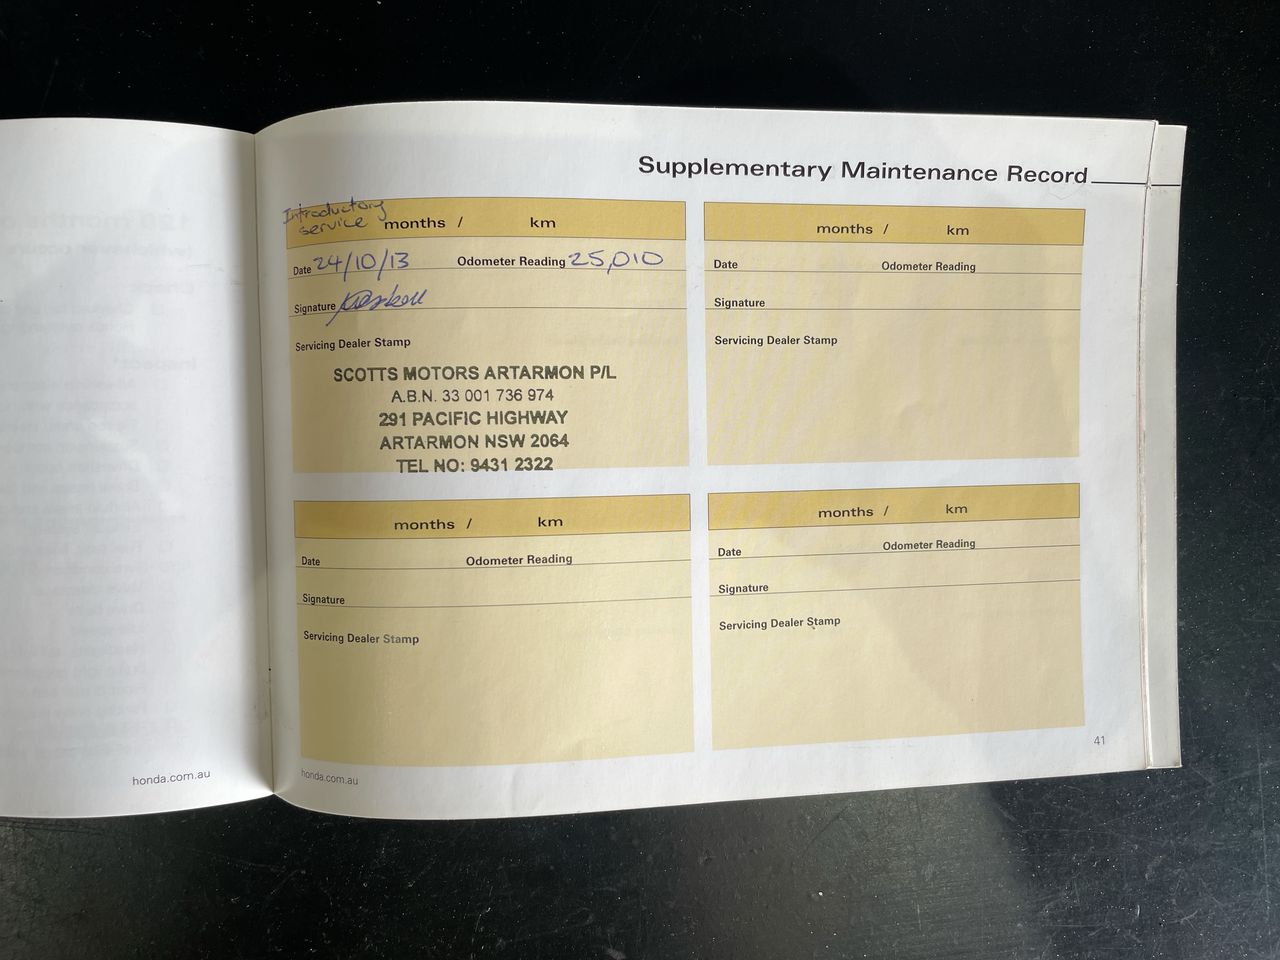 Supplementary Maintenance Record
Introductory
service months / km
Date 24/10/13 Odometer Reading 25,010
Signature
Servicing Dealer Stamp
SCOTTS MOTORS ARTARMON P/L
A.B.N. 33 001 736 974
291 PACIFIC HIGHWAY
ARTARMON NSW 2064
TEL NO: 9431 2322
months / km
Date Odometer Reading
Signature
Servicing Dealer Stamp
months / km
Date Odometer Reading
Signature
Servicing Dealer Stamp
months / km
Date Odometer Reading
Signature
Servicing Dealer Stamp
41
honda.com.au
honda.com.au